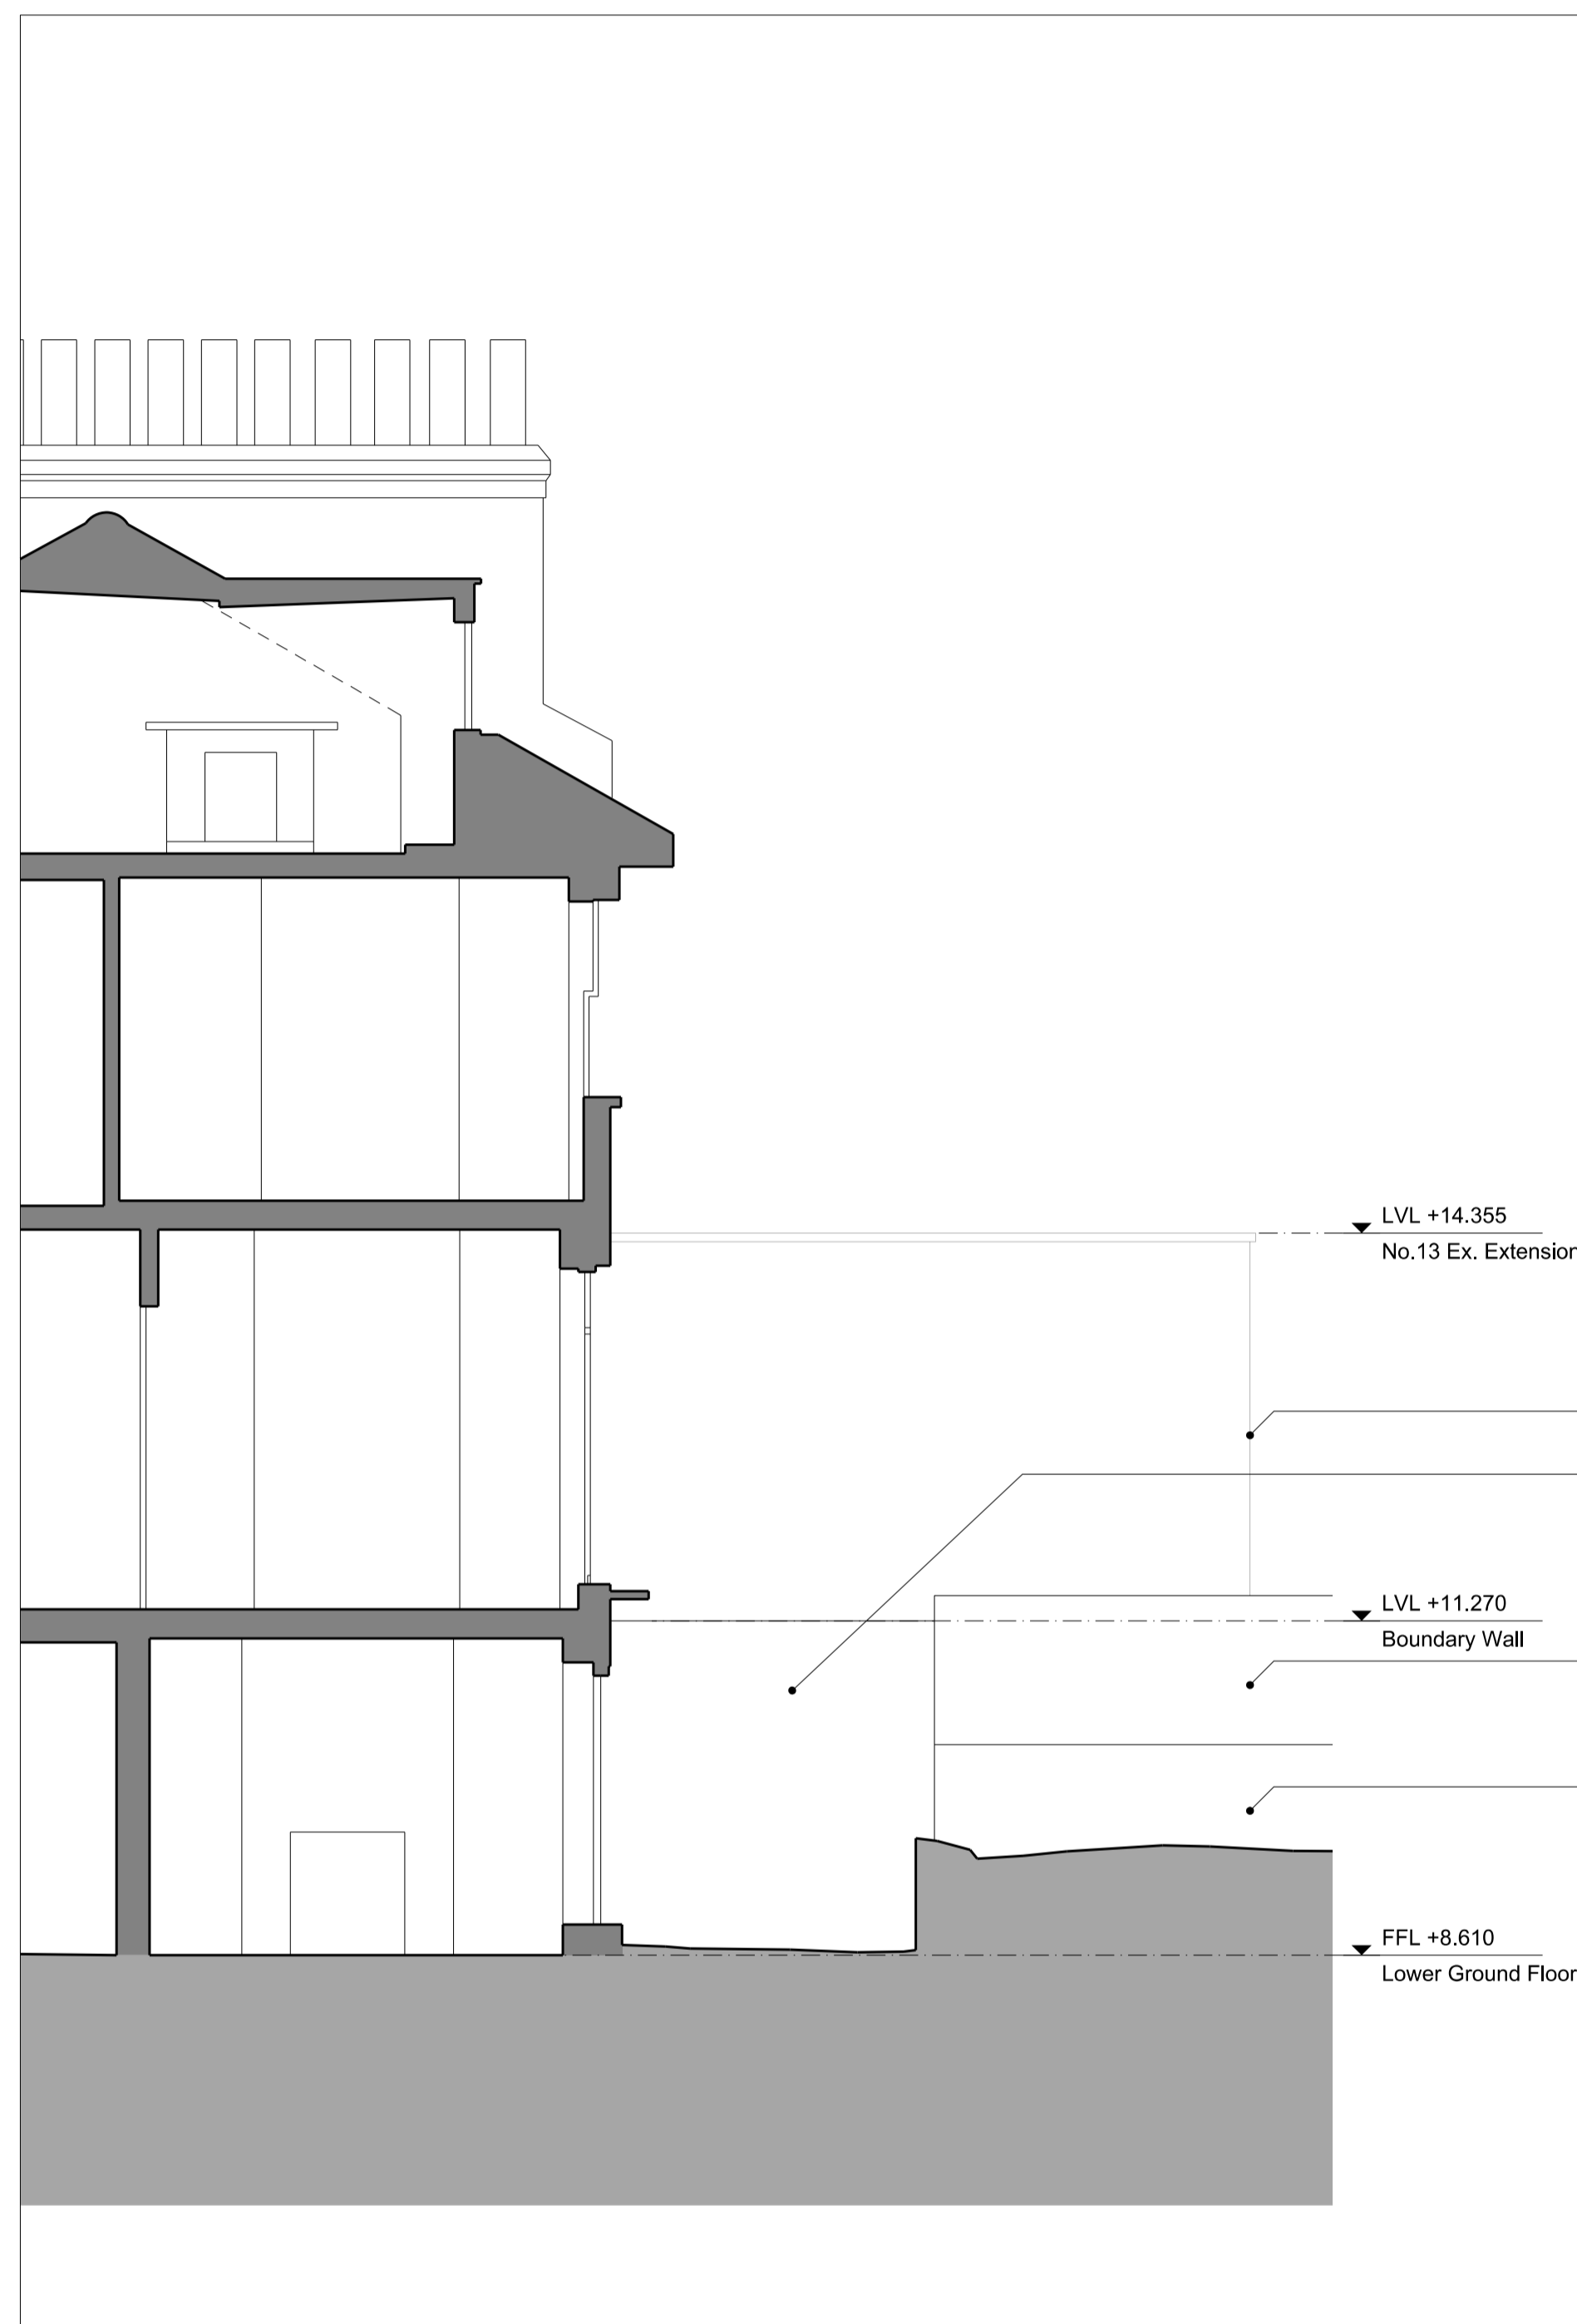 LVL +14.355
No.13 Ex. Extension
LVL +11.270
Boundary Wall
FFL +8.610
Lower Ground Floor